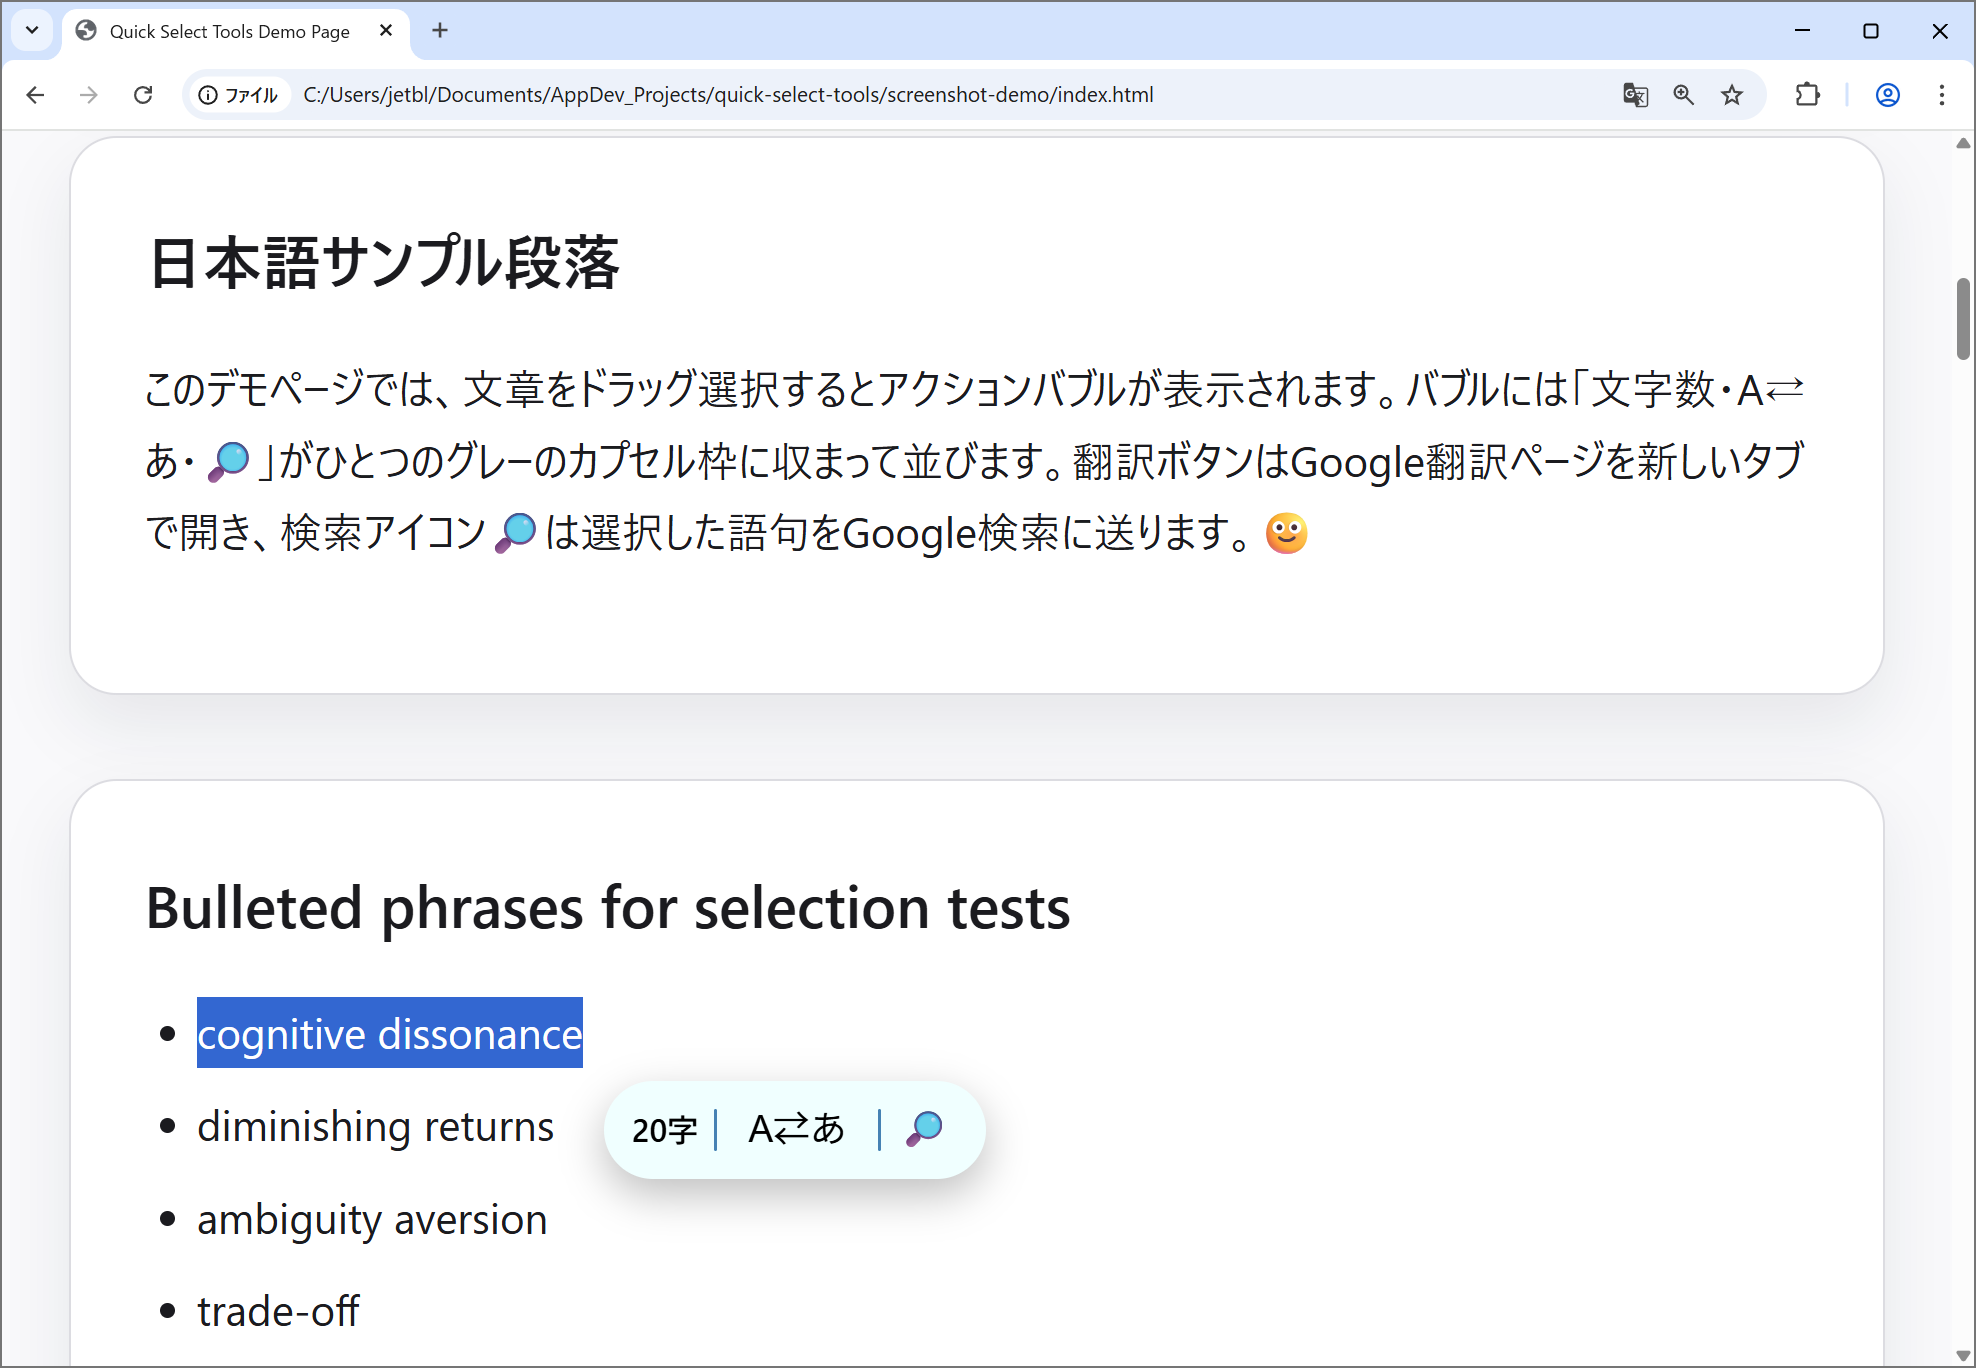 Quick Select Tools Demo Page
ファイル
C:/Users/jetbl/Documents/AppDev_Projects/quick-select-tools/screenshot-demo/index.html
日本語サンプル段落
このデモページでは、文章をドラッグ選択するとアクションバブルが表示されます。バブルには「文字数・A⇄
あ・🔎」がひとつのグレーのカプセル枠に収まって並びます。翻訳ボタンはGoogle翻訳ページを新しいタブ
で開き、検索アイコン🔎は選択した語句をGoogle検索に送ります。🙂
Bulleted phrases for selection tests
• cognitive dissonance
• diminishing returns
20字 | A⇄あ | 🔎
• ambiguity aversion
• trade-off